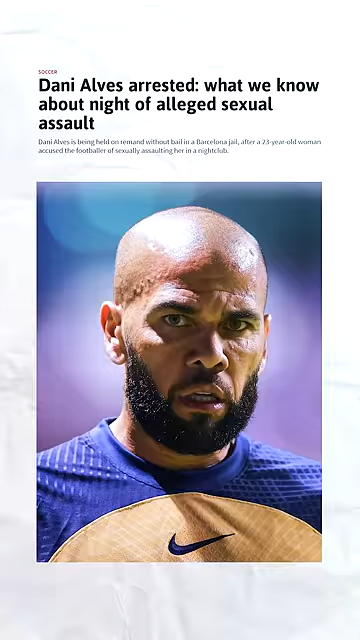 SOCCER
Dani Alves arrested: what we know
about night of alleged sexual
assault
Dani Alves is being held on remand without bail in a Barcelona jail, after a 23-year-old woman
accused the footballer of sexually assaulting her in a nightclub.